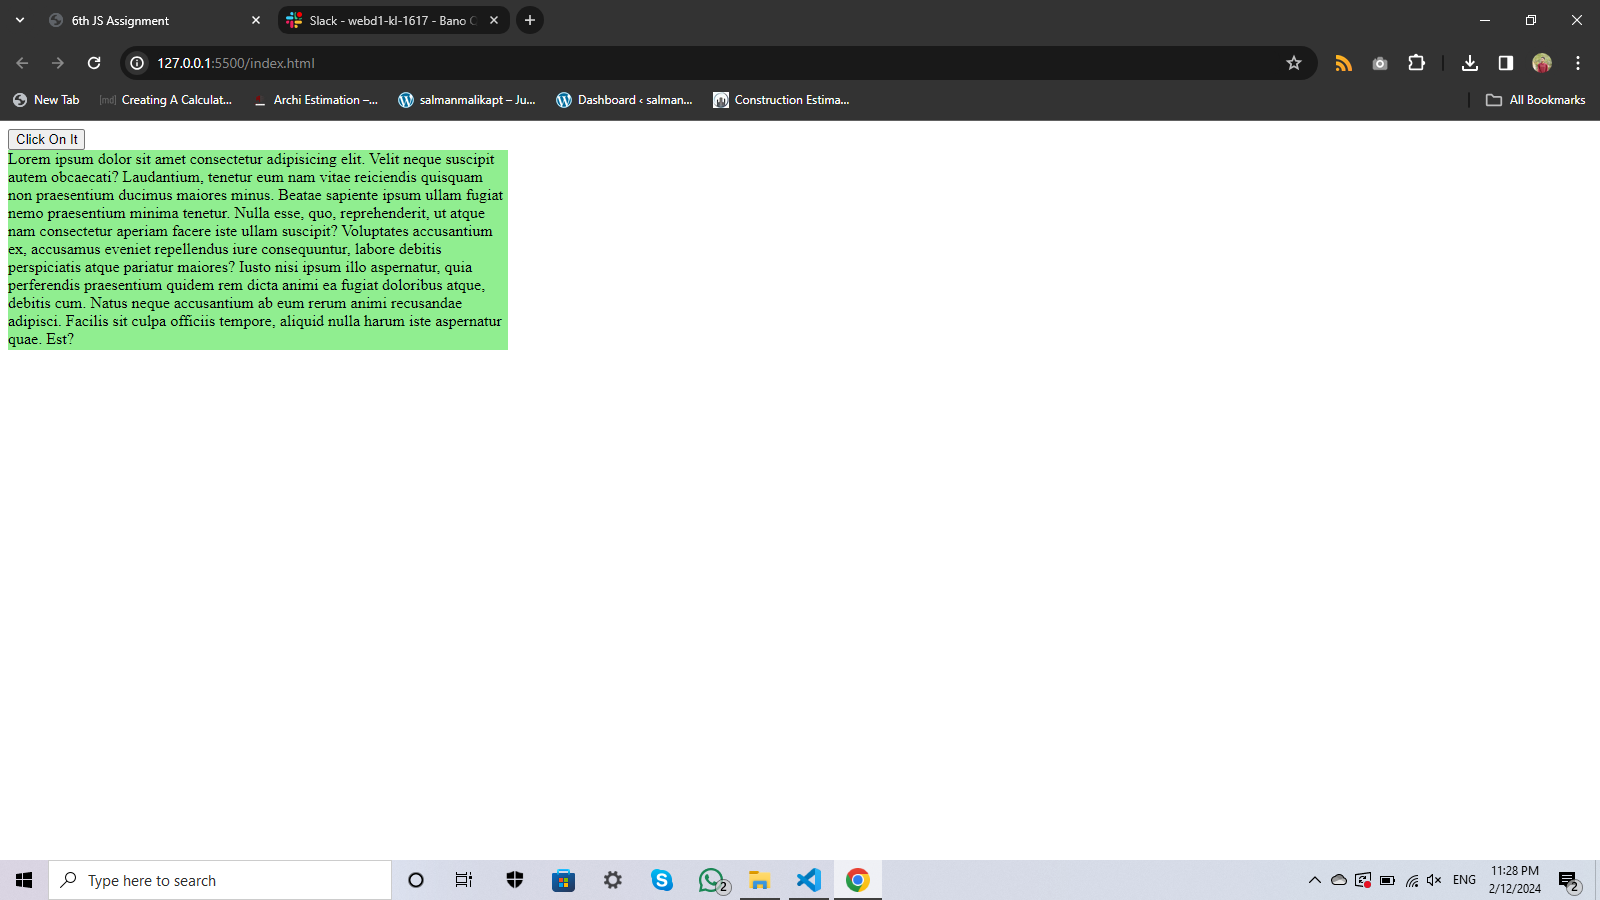 6th JS Assignment
Slack - webd1-kl-1617 - Bano C
127.0.0.1:5500/index.html
New Tab
[md] Creating A Calculat...
Archi Estimation –...
salmanmalikapt – Ju...
Dashboard ‹ salman...
Construction Estima...
All Bookmarks
Click On It
Lorem ipsum dolor sit amet consectetur adipisicing elit. Velit neque suscipit
autem obcaecati? Laudantium, tenetur eum nam vitae reiciendis quisquam
non praesentium ducimus maiores minus. Beatae sapiente ipsum ullam fugiat
nemo praesentium minima tenetur. Nulla esse, quo, reprehenderit, ut atque
nam consectetur aperiam facere iste ullam suscipit? Voluptates accusantium
ex, accusamus eveniet repellendus iure consequuntur, labore debitis
perspiciatis atque pariatur maiores? Iusto nisi ipsum illo aspernatur, quia
perferendis praesentium quidem rem dicta animi ea fugiat doloribus atque,
debitis cum. Natus neque accusantium ab eum rerum animi recusandae
adipisci. Facilis sit culpa officiis tempore, aliquid nulla harum iste aspernatur
quae. Est?
Type here to search
2
ENG
11:28 PM
2/12/2024
2